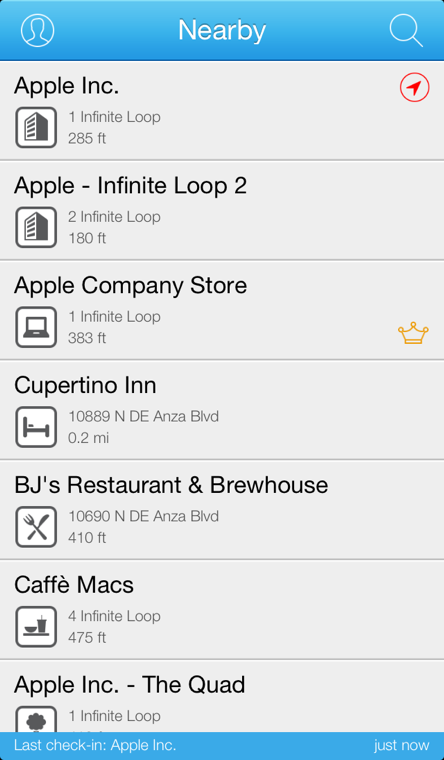 Nearby
Apple Inc.
1 Infinite Loop
285 ft
Apple - Infinite Loop 2
2 Infinite Loop
180 ft
Apple Company Store
1 Infinite Loop
383 ft
Cupertino Inn
10889 N DE Anza Blvd
0.2 mi
BJ's Restaurant & Brewhouse
10690 N DE Anza Blvd
410 ft
Caffè Macs
4 Infinite Loop
475 ft
Apple Inc. - The Quad
1 Infinite Loop
Last check-in: Apple Inc. just now